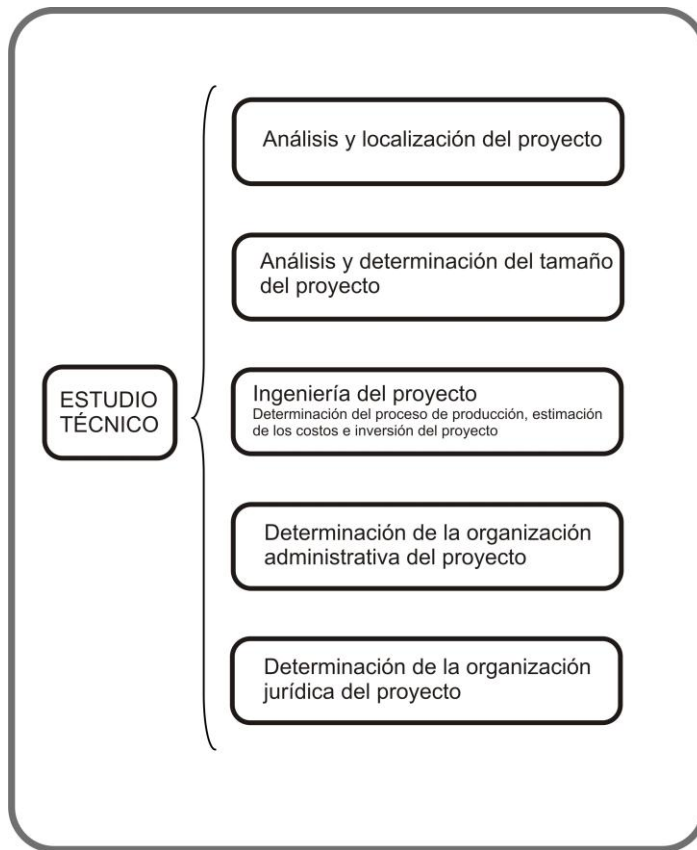 Análisis y localización del proyecto
Análisis y determinación del tamaño
del proyecto
ESTUDIO
TÉCNICO
Ingeniería del proyecto
Determinación del proceso de producción, estimación
de los costos e inversión del proyecto
Determinación de la organización
administrativa del proyecto
Determinación de la organización
jurídica del proyecto